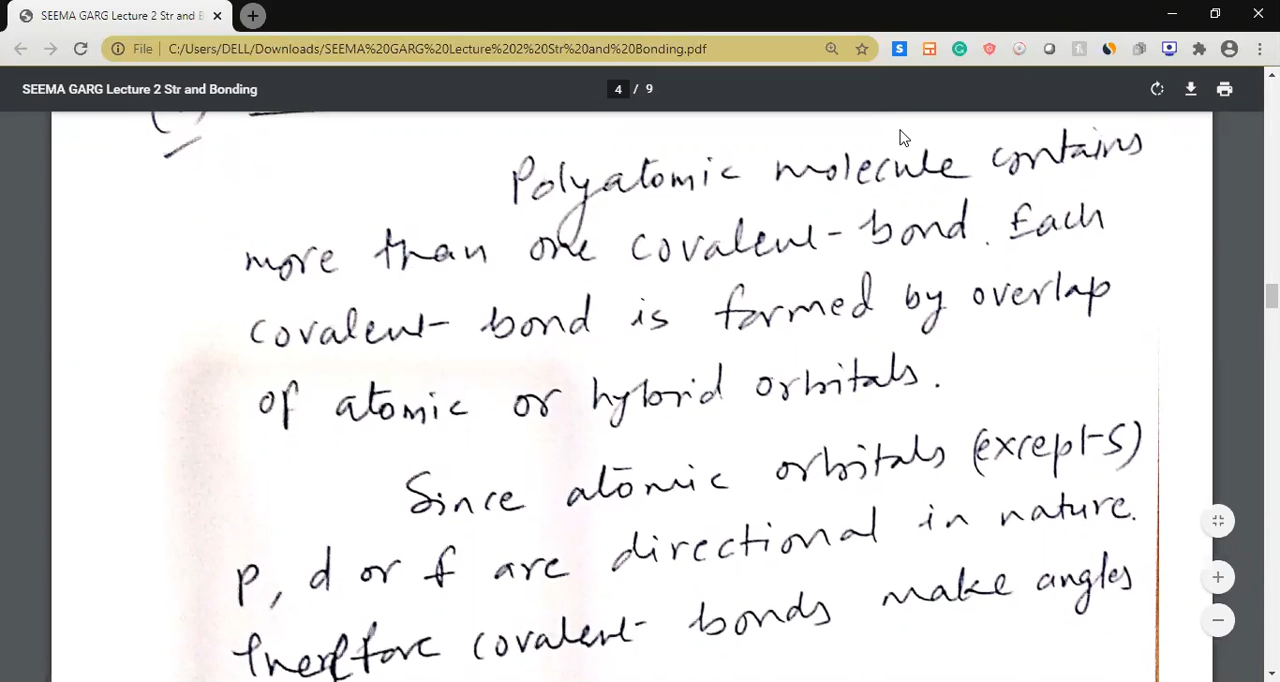 SEEMA GARG Lecture 2 Str and B
File
C:/Users/DELL/Downloads/SEEMA%20GARG%20Lecture%202%20Str%20and%20Bonding.pdf
SEEMA GARG Lecture 2 Str and Bonding
4 / 9
Polyatomic molecule contains
more than one covalent bond. Each
covalent bond is formed by overlap
of atomic or hybrid orbitals.
Since atomic orbitals (except s)
p, d or f are directional in nature.
therefore covalent bonds make angles